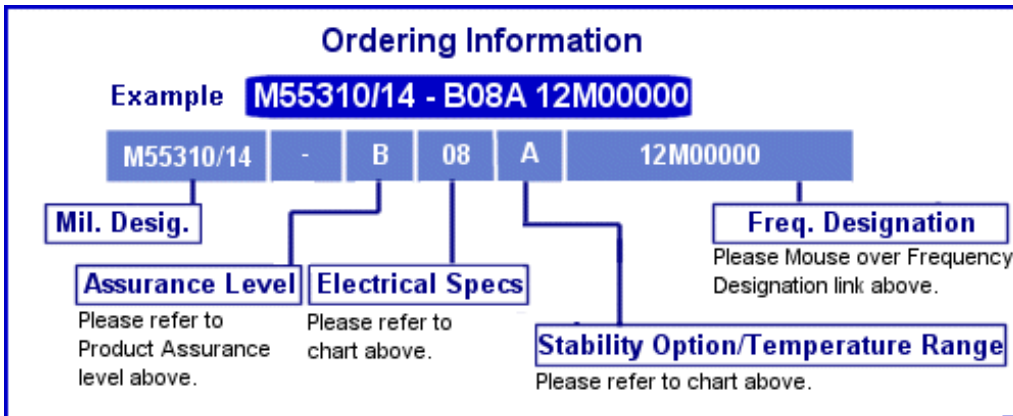 Ordering Information
Example M55310/14 - B08A 12M00000
M55310/14 - B 08 A 12M00000
Mil. Desig.
Freq. Designation
Please Mouse over Frequency
Designation link above.
Assurance Level
Please refer to
Product Assurance
level above.
Electrical Specs
Please refer to
chart above.
Stability Option/Temperature Range
Please refer to chart above.